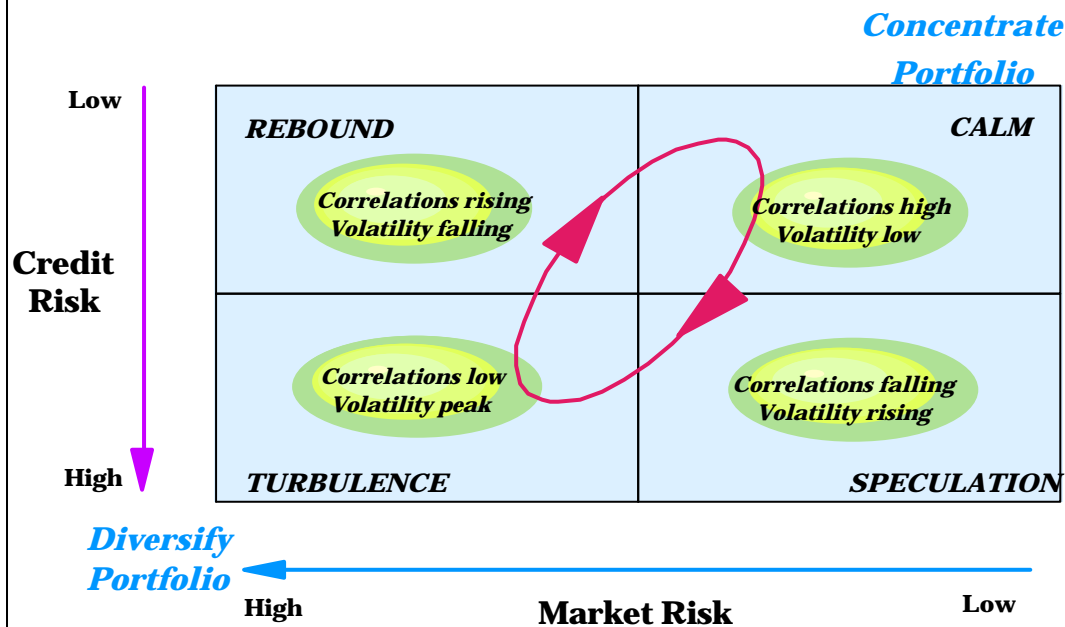 Concentrate
Portfolio
Low
REBOUND
CALM
Correlations rising
Volatility falling
Correlations high
Volatility low
Credit
Risk
Correlations low
Volatility peak
Correlations falling
Volatility rising
High
TURBULENCE
SPECULATION
Diversify
Portfolio
High
Market Risk
Low